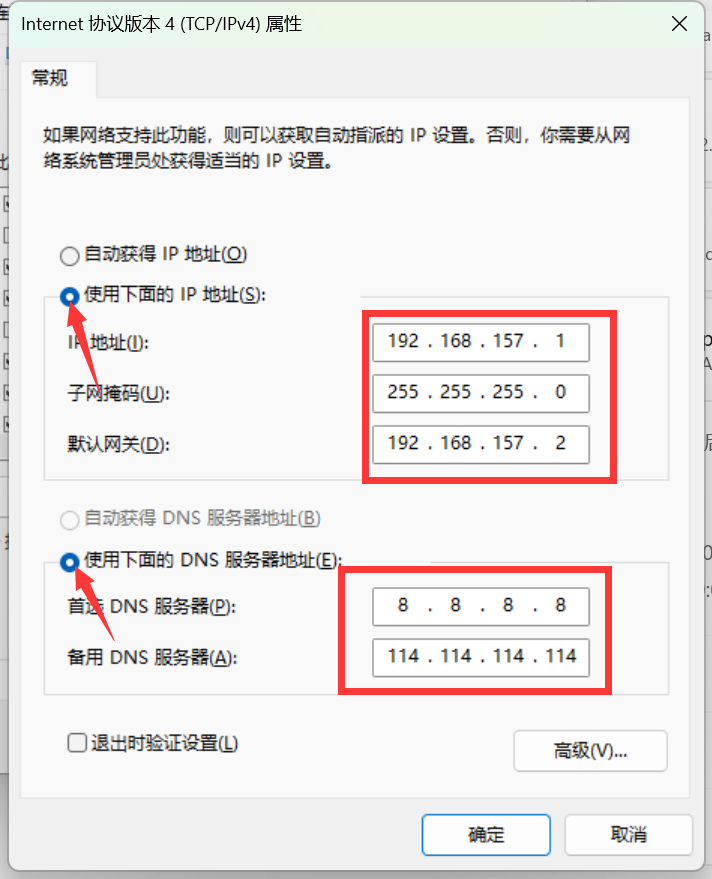 Internet 协议版本 4 (TCP/IPv4) 属性
常规
如果网络支持此功能，则可以获取自动指派的 IP 设置。否则，你需要从网
络系统管理员处获得适当的 IP 设置。
自动获得 IP 地址(O)
使用下面的 IP 地址(S):
IP 地址(I): 192 . 168 . 157 . 1
子网掩码(U): 255 . 255 . 255 . 0
默认网关(D): 192 . 168 . 157 . 2
自动获得 DNS 服务器地址(B)
使用下面的 DNS 服务器地址(E):
首选 DNS 服务器(P): 8 . 8 . 8 . 8
备用 DNS 服务器(A): 114 . 114 . 114 . 114
退出时验证设置(L)
高级(V)...
确定
取消